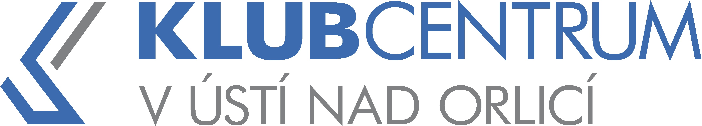 KLUBCENTRUM
V ÚSTÍ NAD ORLICÍ